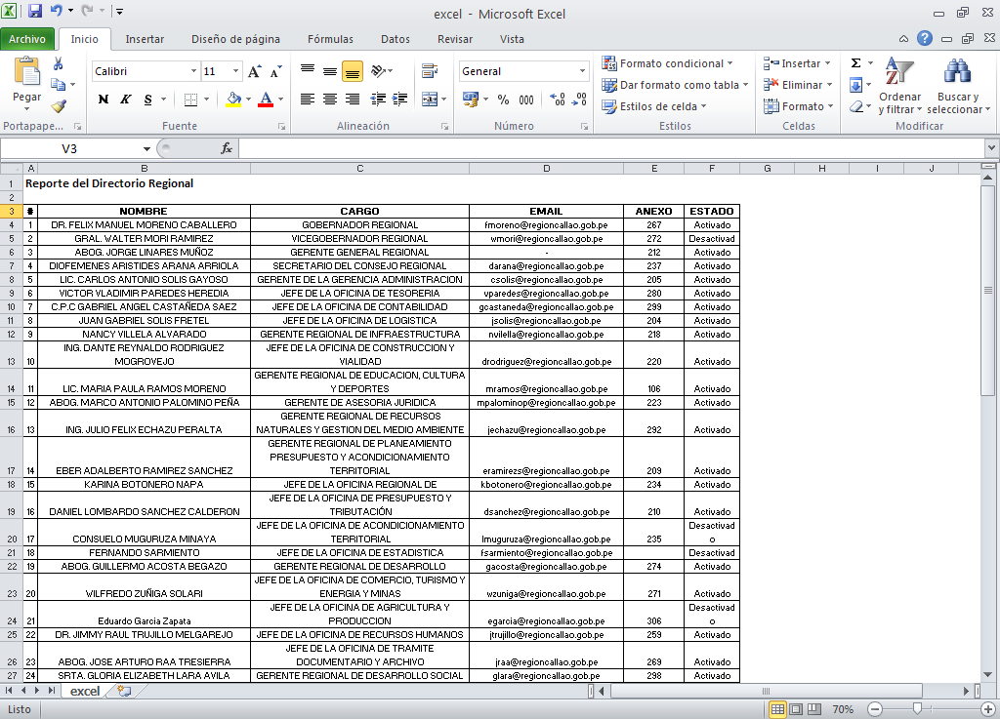 excel - Microsoft Excel
Archivo Inicio Insertar Diseño de página Fórmulas Datos Revisar Vista
Pegar
Portapape...
Calibri 11
N K S
Fuente
Alineación
General
% 000
Número
Formato condicional
Dar formato como tabla
Estilos de celda
Estilos
Insertar
Eliminar
Formato
Celdas
Σ
Ordenar y filtrar
Buscar y seleccionar
Modificar
V3 fx
A B C D E F G H I J
1 Reporte del Directorio Regional
2
3 # NOMBRE CARGO EMAIL ANEXO ESTADO
4 1 DR. FELIX MANUEL MORENO CABALLERO GOBERNADOR REGIONAL fmoreno@regioncallao.gob.pe 267 Activado
5 2 GRAL. WALTER MORI RAMIREZ VICEGOBERNADOR REGIONAL wmori@regioncallao.gob.pe 272 Desactivad
6 3 ABOG. JORGE LINARES MUÑOZ GERENTE GENERAL REGIONAL - 212 Activado
7 4 DIOFEMENES ARISTIDES ARANA ARRIOLA SECRETARIO DEL CONSEJO REGIONAL darana@regioncallao.gob.pe 237 Activado
8 5 LIC. CARLOS ANTONIO SOLIS GAYOSO GERENTE DE LA GERENCIA ADMINISTRACION csolis@regioncallao.gob.pe 205 Activado
9 6 VICTOR VLADIMIR PAREDES HEREDIA JEFE DE LA OFICINA DE TESORERIA vparedes@regioncallao.gob.pe 280 Activado
10 7 C.P.C GABRIEL ANGEL CASTAÑEDA SAEZ JEFE DE LA OFICINA DE CONTABILIDAD gcastaneda@regioncallao.gob.pe 299 Activado
11 8 JUAN GABRIEL SOLIS FRETEL JEFE DE LA OFICINA DE LOGISTICA jsolis@regioncallao.gob.pe 204 Activado
12 9 NANCY VILLELA ALVARADO GERENTE REGIONAL DE INFRAESTRUCTURA nvilella@regioncallao.gob.pe 218 Activado
ING. DANTE REYNALDO RODRIGUEZ JEFE DE LA OFICINA DE CONSTRUCCION Y
13 10 MOGROVEJO VIALIDAD drodriguez@regioncallao.gob.pe 220 Activado
GERENTE REGIONAL DE EDUCACION, CULTURA
14 11 LIC. MARIA PAULA RAMOS MORENO Y DEPORTES mramos@regioncallao.gob.pe 106 Activado
15 12 ABOG. MARCO ANTONIO PALOMINO PEÑA GERENTE DE ASESORIA JURIDICA mpalominop@regioncallao.gob.pe 223 Activado
GERENTE REGIONAL DE RECURSOS
16 13 ING. JULIO FELIX ECHAZU PERALTA NATURALES Y GESTION DEL MEDIO AMBIENTE jechazu@regioncallao.gob.pe 292 Activado
GERENTE REGIONAL DE PLANEAMIENTO
PRESUPUESTO Y ACONDICIONAMIENTO
17 14 EBER ADALBERTO RAMIREZ SANCHEZ TERRITORIAL eramirezs@regioncallao.gob.pe 209 Activado
18 15 KARINA BOTONERO NAPA JEFE DE LA OFICINA REGIONAL DE kbotonero@regioncallao.gob.pe 234 Activado
JEFE DE LA OFICINA DE PRESUPUESTO Y
19 16 DANIEL LOMBARDO SANCHEZ CALDERON TRIBUTACIÓN dsanchez@regioncallao.gob.pe 210 Activado
JEFE DE LA OFICINA DE ACONDICIONAMIENTO Desactivad
20 17 CONSUELO MUGURUZA MINAYA TERRITORIAL lmuguruza@regioncallao.gob.pe 235 o
21 18 FERNANDO SARMIENTO JEFE DE LA OFICINA DE ESTADISTICA fsarmiento@regioncallao.gob.pe Desactivad
22 19 ABOG. GUILLERMO ACOSTA BEGAZO GERENTE REGIONAL DE DESARROLLO gacosta@regioncallao.gob.pe 274 Activado
JEFE DE LA OFICINA DE COMERCIO, TURISMO Y
23 20 WILFREDO ZUÑIGA SOLARI ENERGIA Y MINAS wzuniga@regioncallao.gob.pe 271 Activado
JEFE DE LA OFICINA DE AGRICULTURA Y Desactivad
24 21 Eduardo Garcia Zapata PRODUCCION egarcia@regioncallao.gob.pe 306 o
25 22 DR. JIMMY RAUL TRUJILLO MELGAREJO JEFE DE LA OFICINA DE RECURSOS HUMANOS jtrujillo@regioncallao.gob.pe 259 Activado
JEFE DE LA OFICINA DE TRAMITE
26 23 ABOG. JOSE ARTURO RAA TRESIERRA DOCUMENTARIO Y ARCHIVO jraa@regioncallao.gob.pe 269 Activado
27 24 SRTA. GLORIA ELIZABETH LARA AVILA GERENTE REGIONAL DE DESARROLLO SOCIAL glara@regioncallao.gob.pe 298 Activado
excel
Listo 70%